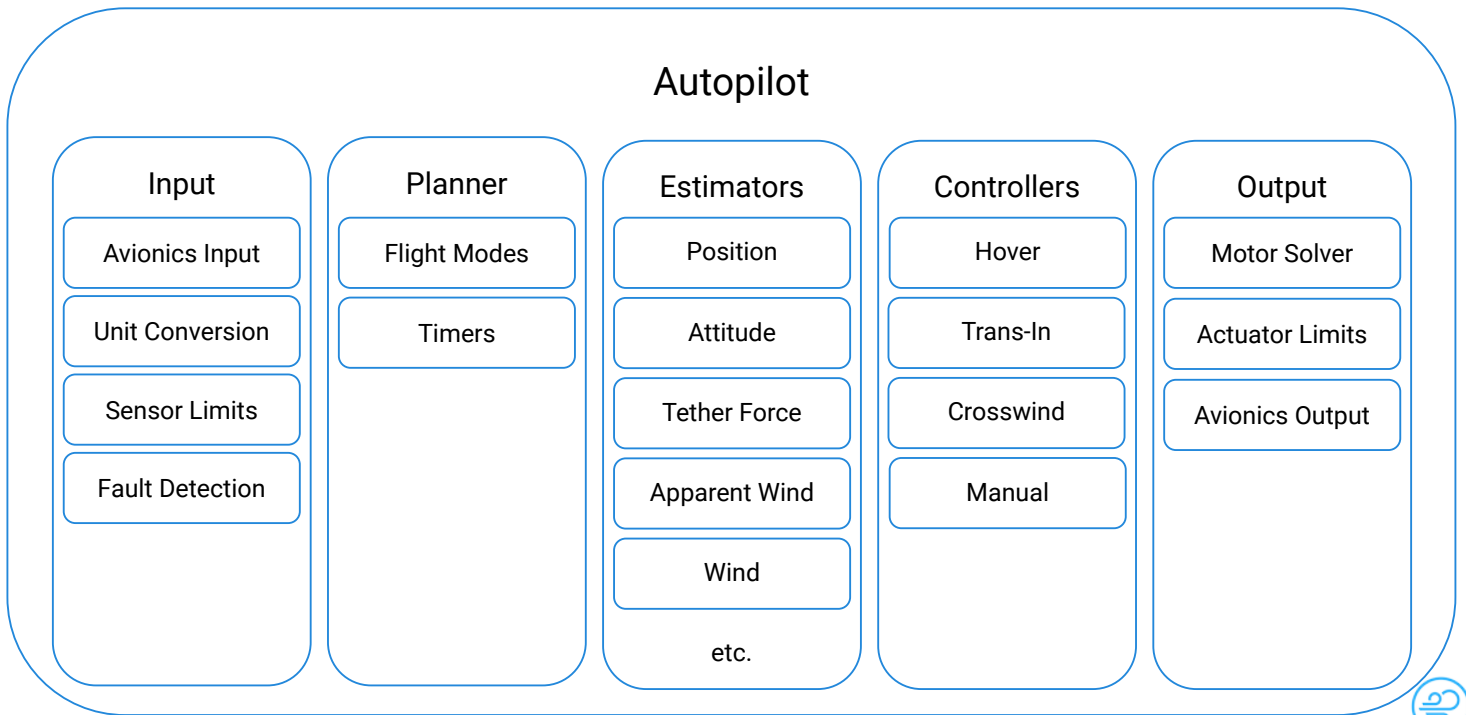 Autopilot
Input
Avionics Input
Unit Conversion
Sensor Limits
Fault Detection
Planner
Flight Modes
Timers
Estimators
Position
Attitude
Tether Force
Apparent Wind
Wind
etc.
Controllers
Hover
Trans-In
Crosswind
Manual
Output
Motor Solver
Actuator Limits
Avionics Output